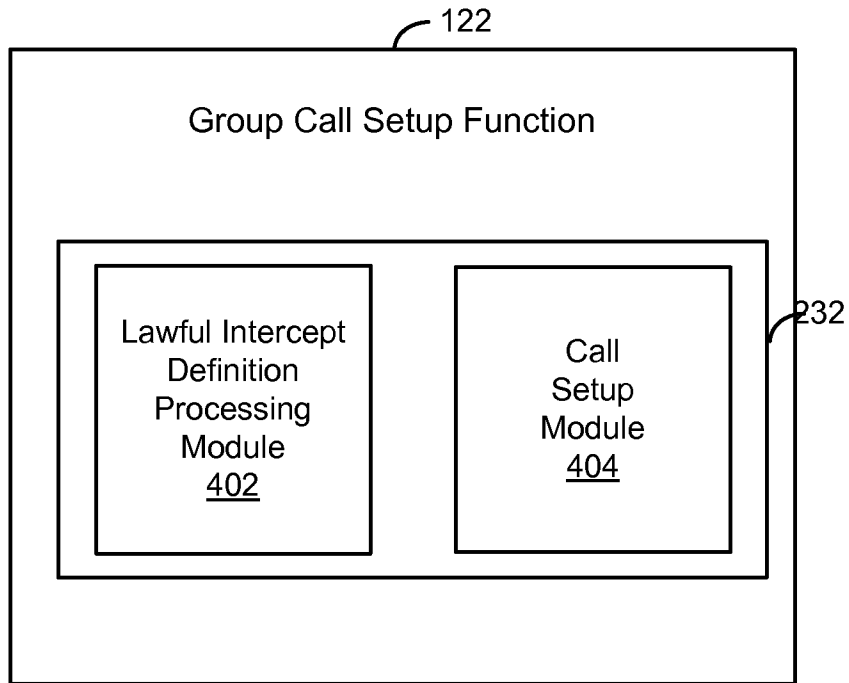 122
Group Call Setup Function
232
Lawful Intercept
Definition
Processing
Module
402
Call
Setup
Module
404